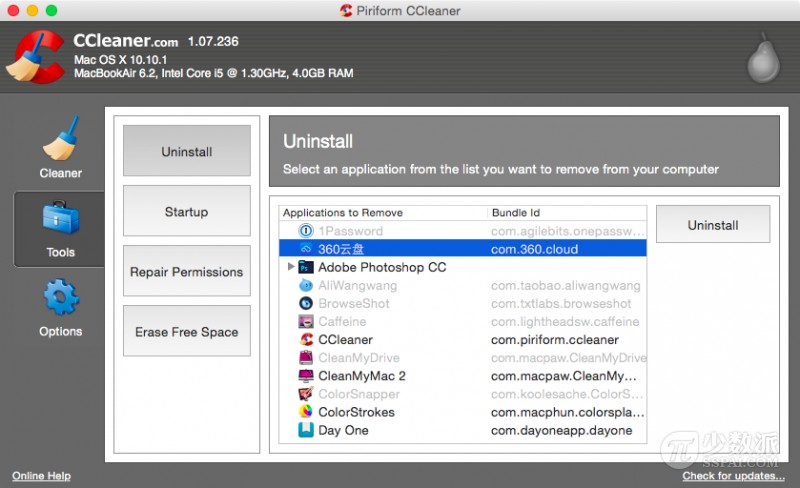 Piriform CCleaner
CCleaner.com 1.07.236
Mac OS X 10.10.1
MacBookAir 6.2, Intel Core i5 @ 1.30GHz, 4.0GB RAM
Cleaner
Tools
Options
Uninstall
Startup
Repair Permissions
Erase Free Space
Uninstall
Select an application from the list you want to remove from your computer
Applications to Remove Bundle Id
1Password com.agilebits.onepassw...
360云盘 com.360.cloud
Adobe Photoshop CC
AliWangwang com.taobao.aliwangwang
BrowseShot com.txtlabs.browseshot
Caffeine com.lightheadsw.caffeine
CCleaner com.piriform.ccleaner
CleanMyDrive com.macpaw.CleanMyDrive
CleanMyMac 2 com.macpaw.CleanMy...
ColorSnapper com.koolesache.ColorS...
ColorStrokes com.macphun.colorspla...
Day One com.dayoneapp.dayone
Uninstall
少数派
SSPAI.COM
Online Help
Check for updates...